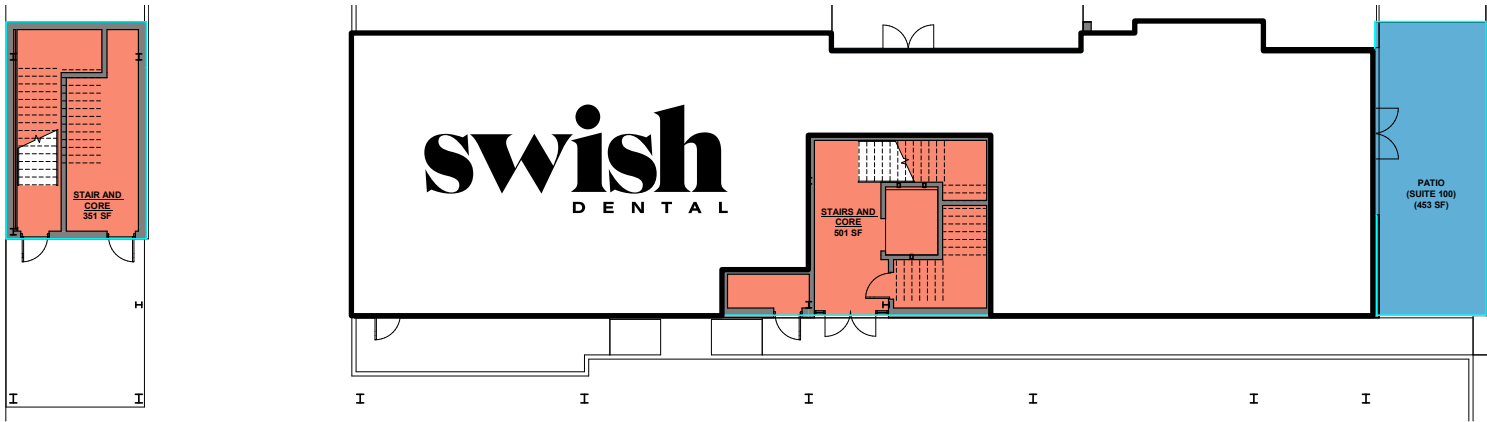 STAIR AND
CORE
351 SF
swish
DENTAL
STAIRS AND
CORE
501 SF
PATIO
(SUITE 100)
(453 SF)